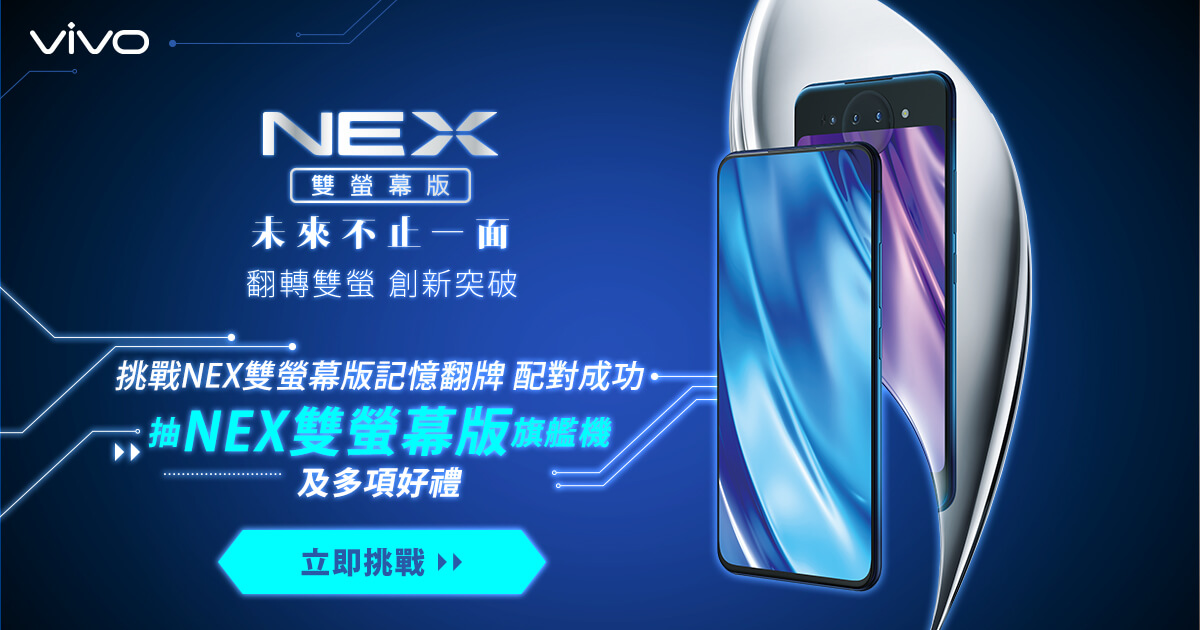 vivo
NEX
雙螢幕版
未來不止一面
翻轉雙螢 創新突破
挑戰NEX雙螢幕版記憶翻牌 配對成功
抽NEX雙螢幕版旗艦機
及多項好禮
立即挑戰